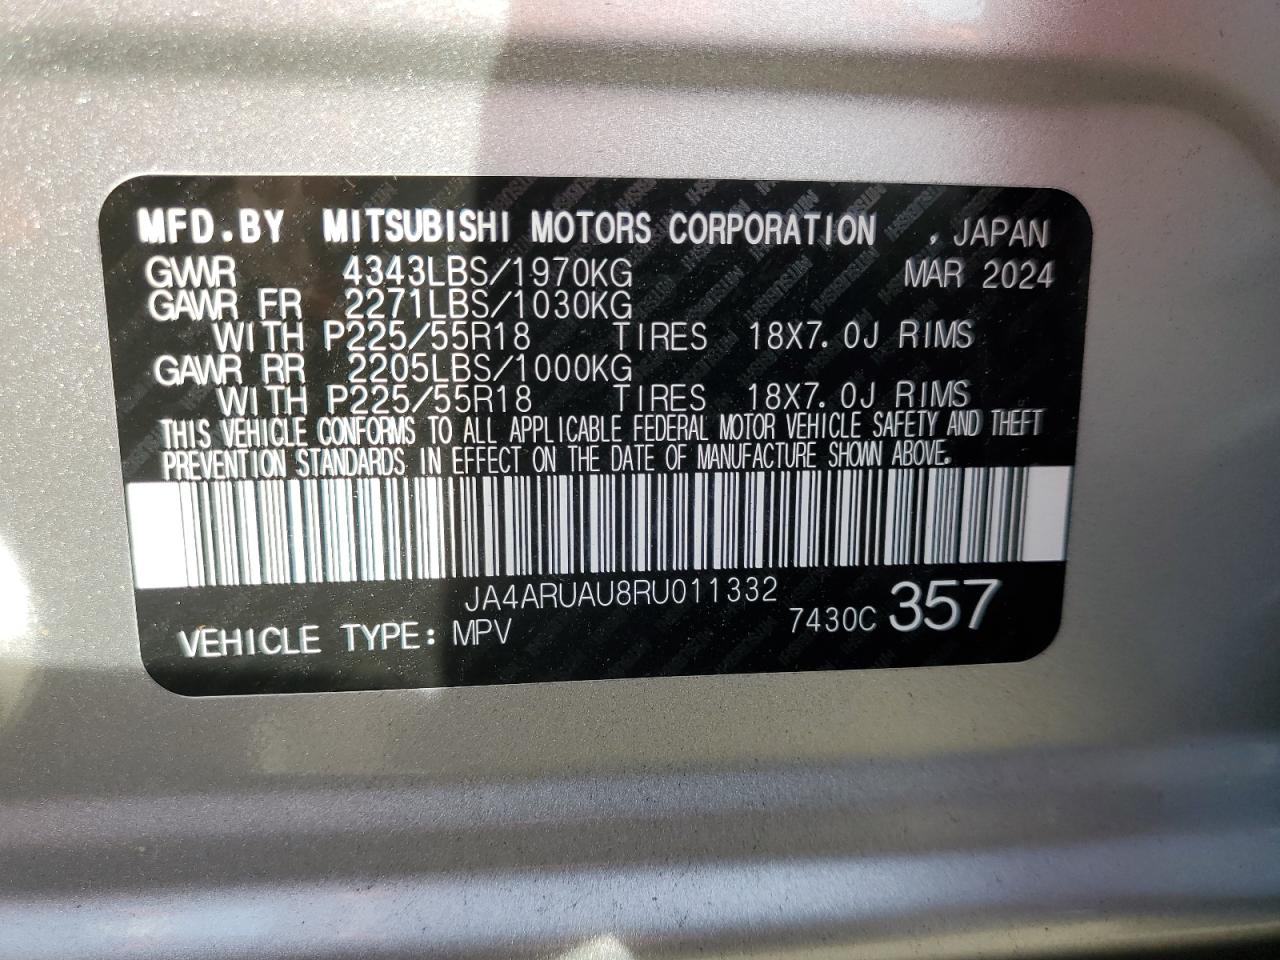 MFD.BY MITSUBISHI MOTORS CORPORATION , JAPAN
GVWR 4343LBS/1970KG MAR 2024
GAWR FR 2271LBS/1030KG
WITH P225/55R18 TIRES 18X7.0J RIMS
GAWR RR 2205LBS/1000KG
WITH P225/55R18 TIRES 18X7.0J RIMS
THIS VEHICLE CONFORMS TO ALL APPLICABLE FEDERAL MOTOR VEHICLE SAFETY AND THEFT
PREVENTION STANDARDS IN EFFECT ON THE DATE OF MANUFACTURE SHOWN ABOVE.
JA4ARUAU8RU011332
VEHICLE TYPE: MPV 7430C 357